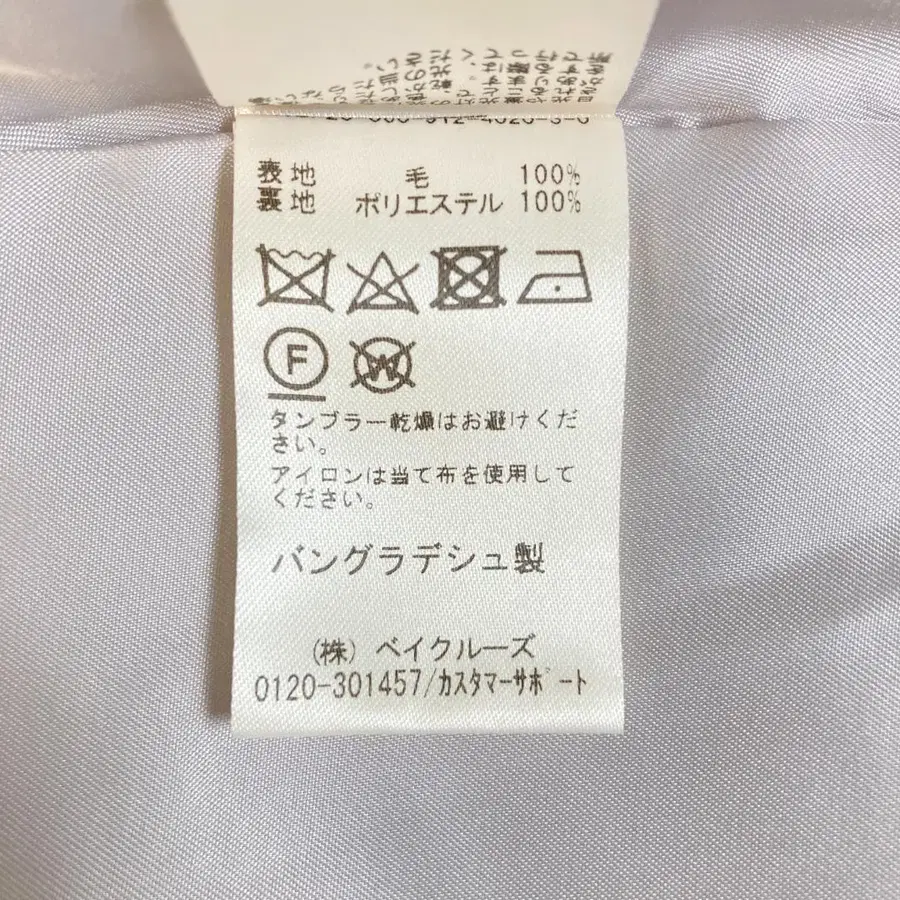 表地 毛 100%
裏地 ポリエステル 100%
F
W
タンブラー乾燥はお避けくだ
さい。
アイロンは当て布を使用して
ください。
バングラデシュ製
(株) ベイクルーズ
0120-301457/カスタマーサポート